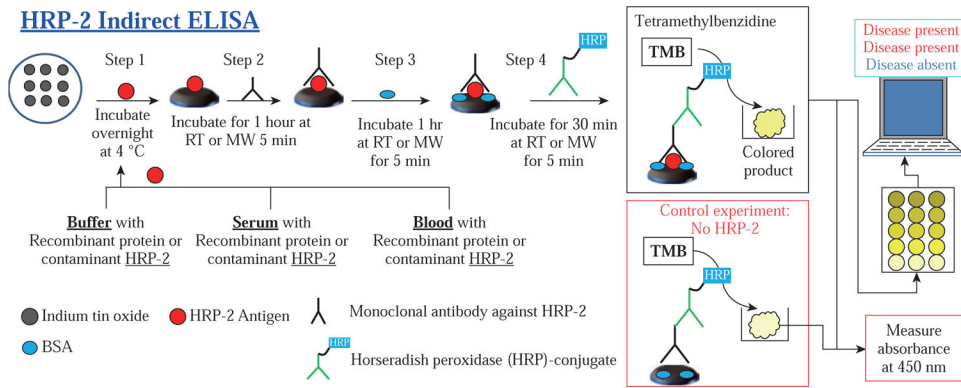 HRP-2 Indirect ELISA
Step 1
Step 2
Step 3
Step 4
HRP
Incubate
overnight
at 4 °C
Incubate for 1 hour at
RT or MW 5 min
Incubate 1 hr
at RT or MW
for 5 min
Incubate for 30 min
at RT or MW
for 5 min
Buffer with
Recombinant protein or
contaminant HRP-2
Serum with
Recombinant protein or
contaminant HRP-2
Blood with
Recombinant protein or
contaminant HRP-2
Indium tin oxide
HRP-2 Antigen
Monoclonal antibody against HRP-2
BSA
HRP
Horseradish peroxidase (HRP)-conjugate
Tetramethylbenzidine
TMB
HRP
Colored
product
Control experiment:
No HRP-2
TMB
HRP
Disease present
Disease present
Disease absent
Measure
absorbance
at 450 nm